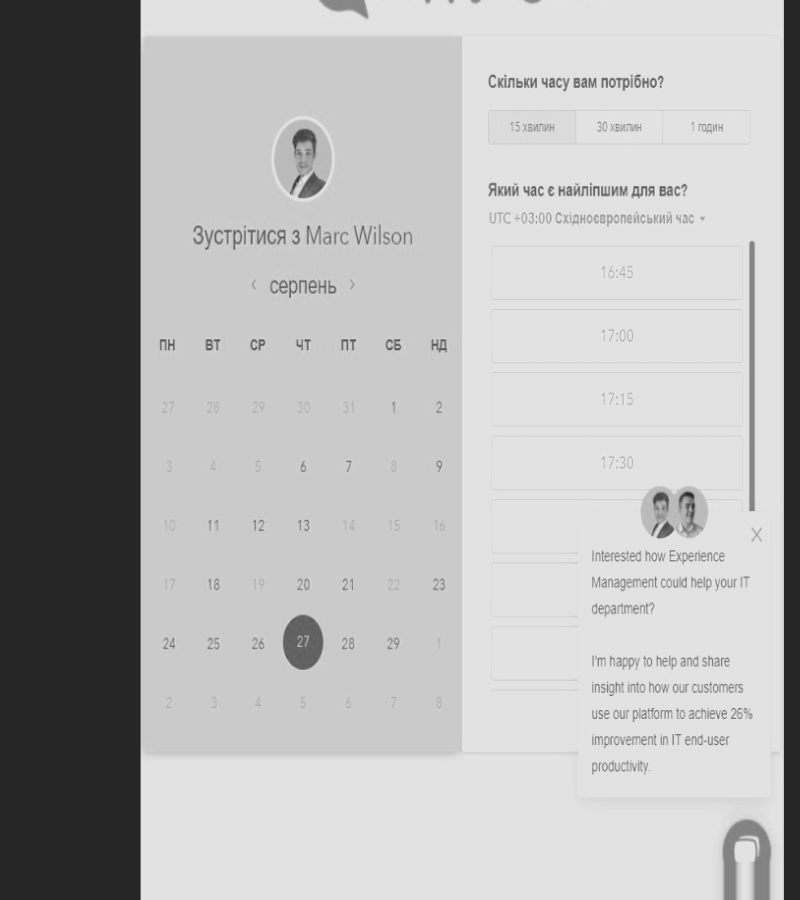 Зустрітися з Marc Wilson
серпень
ПН ВТ СР ЧТ ПТ СБ НД
27 28 29 30 31 1 2
3 4 5 6 7 8 9
10 11 12 13 14 15 16
17 18 19 20 21 22 23
24 25 26 27 28 29 1
2 3 4 5 6 7 8
Скільки часу вам потрібно?
15 хвилин 30 хвилин 1 годин
Який час є найліпшим для вас?
UTC +03:00 Східноєвропейський час
16:45
17:00
17:15
17:30
X
Interested how Experience
Management could help your IT
department?
I'm happy to help and share
insight into how our customers
use our platform to achieve 26%
improvement in IT end-user
productivity.